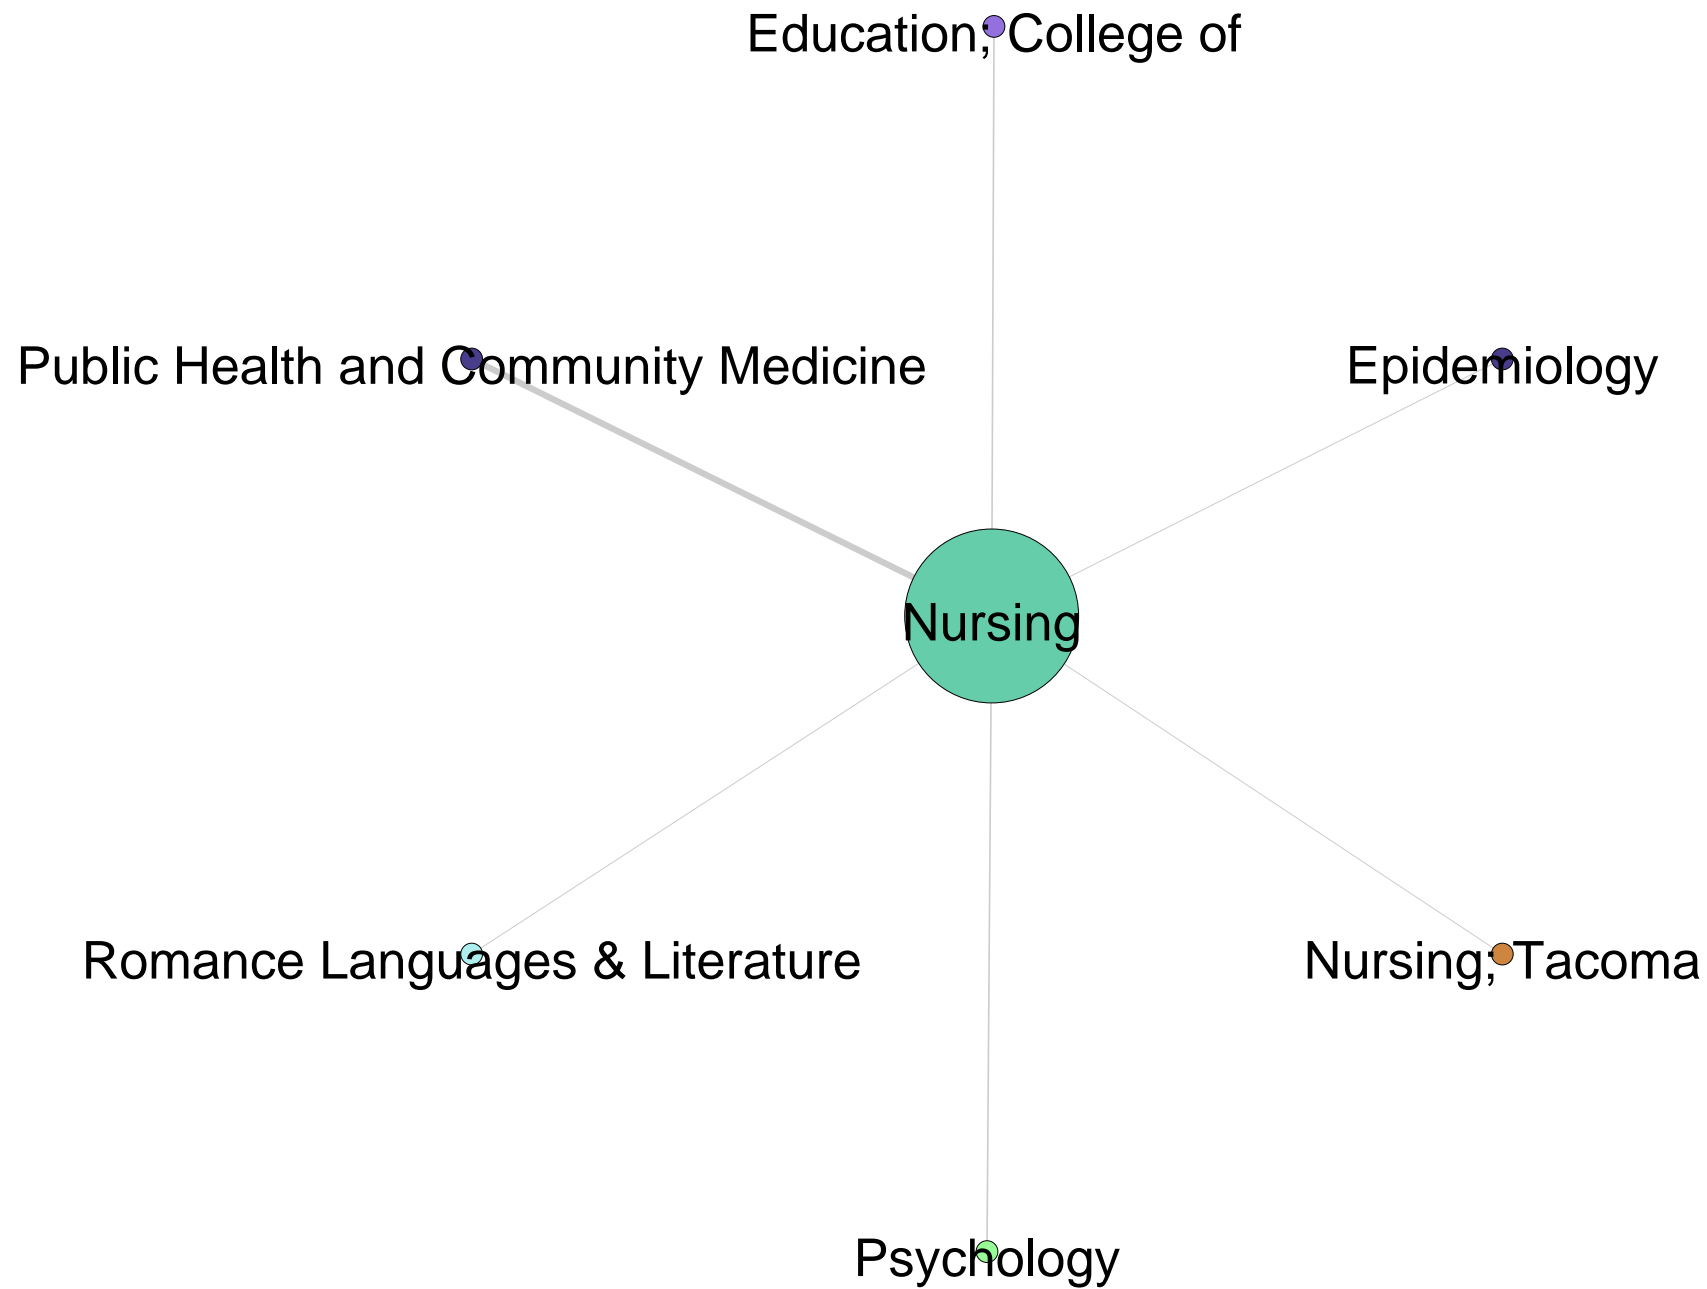 Education; College of
Public Health and Community Medicine
Epidemiology
Nursing
Romance Languages & Literature
Nursing; Tacoma
Psychology